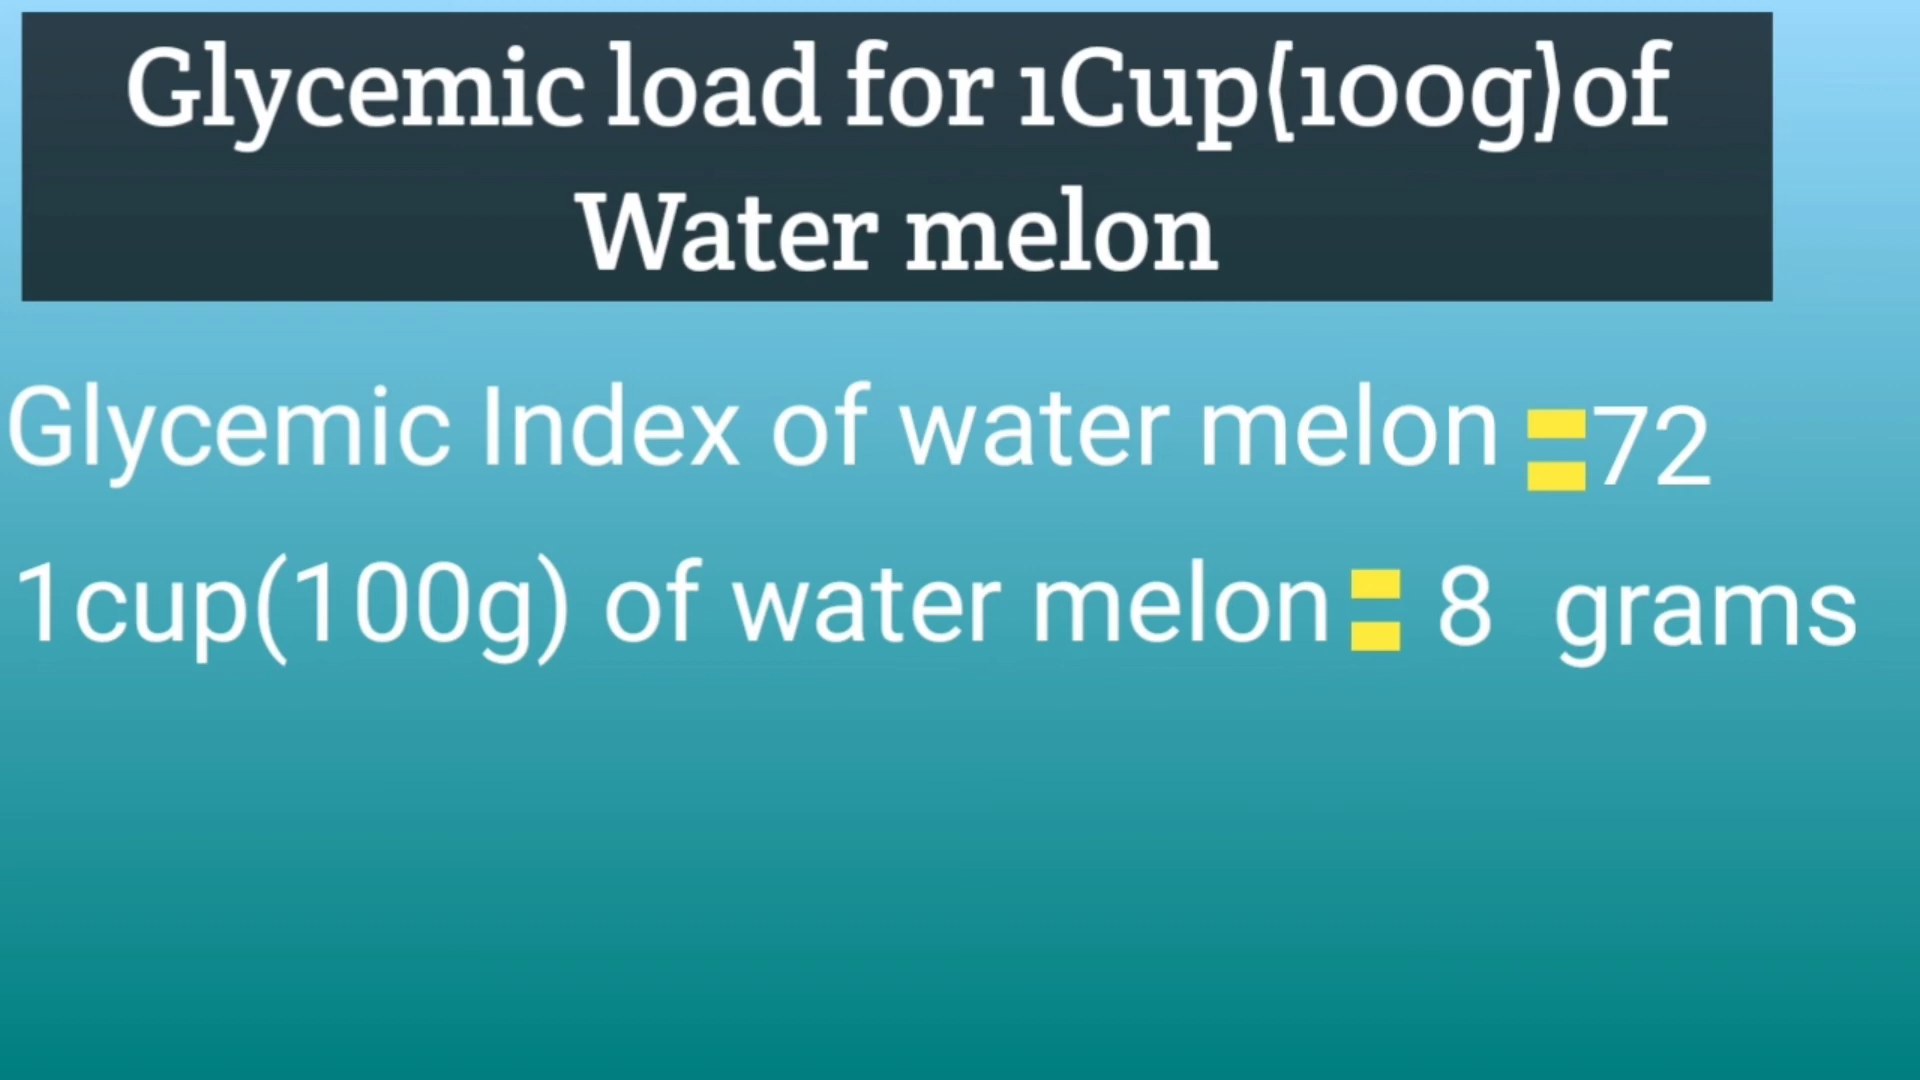 Glycemic load for 1Cup(100g)of
Water melon
Glycemic Index of water melon =72
1cup(100g) of water melon = 8 grams